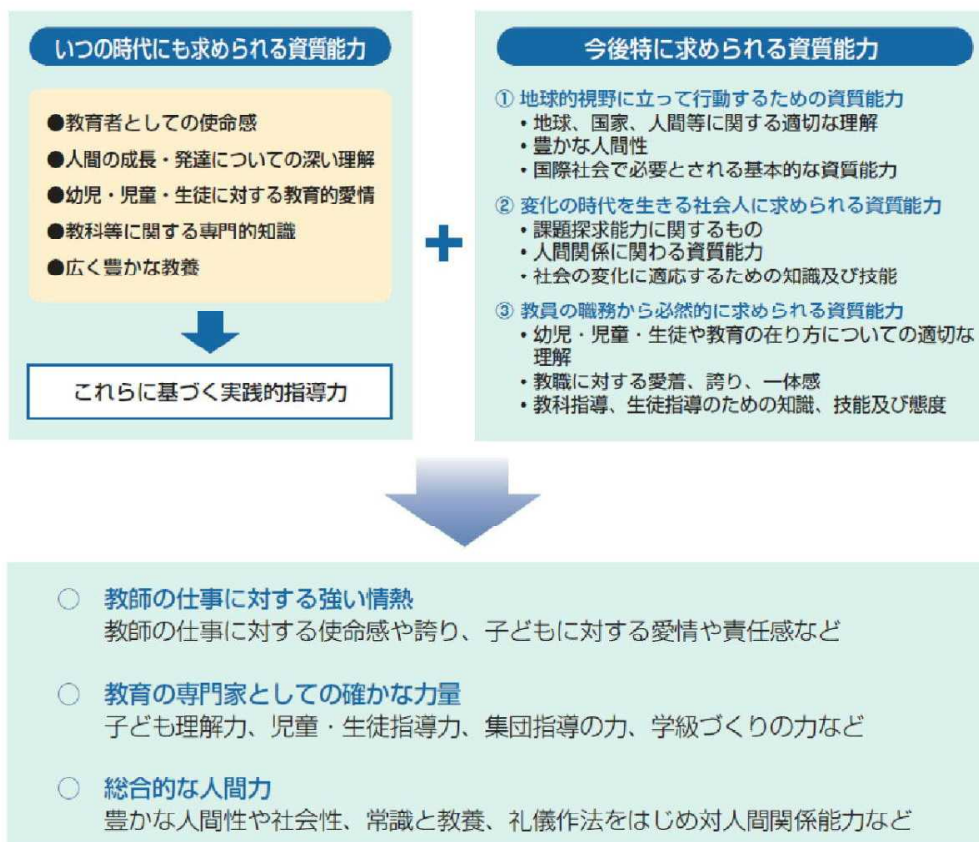 いつの時代にも求められる資質能力
●教育者としての使命感
●人間の成長・発達についての深い理解
●幼児・児童・生徒に対する教育的愛情
●教科等に関する専門的知識
●広く豊かな教養
これらに基づく実践的指導力
+
今後特に求められる資質能力
① 地球的視野に立って行動するための資質能力
・地球、国家、人間等に関する適切な理解
・豊かな人間性
・国際社会で必要とされる基本的な資質能力
② 変化の時代を生きる社会人に求められる資質能力
・課題探求能力に関するもの
・人間関係に関わる資質能力
・社会の変化に適応するための知識及び技能
③ 教員の職務から必然的に求められる資質能力
・幼児・児童・生徒や教育の在り方についての適切な
理解
・教職に対する愛着、誇り、一体感
・教科指導、生徒指導のための知識、技能及び態度
○ 教師の仕事に対する強い情熱
教師の仕事に対する使命感や誇り、子どもに対する愛情や責任感など
○ 教育の専門家としての確かな力量
子ども理解力、児童・生徒指導力、集団指導の力、学級づくりの力など
○ 総合的な人間力
豊かな人間性や社会性、常識と教養、礼儀作法をはじめ対人間関係能力など